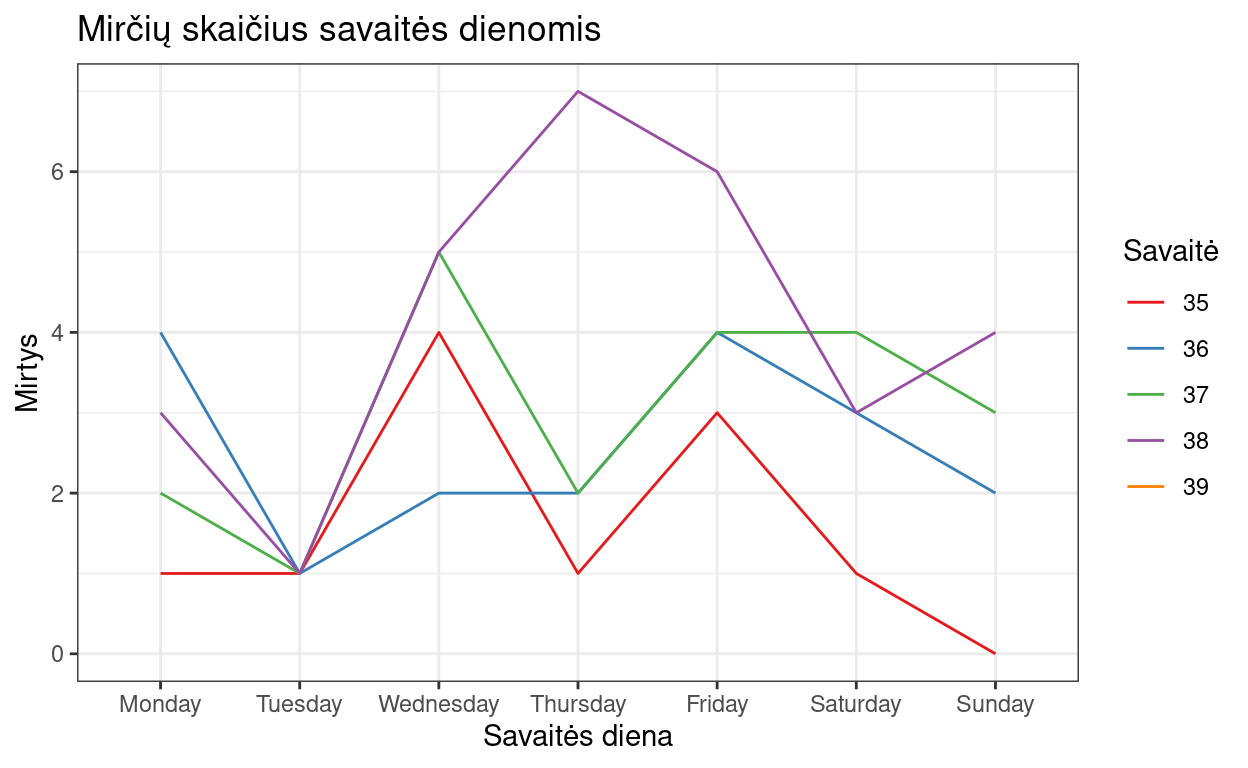 Mirčių skaičius savaitės dienomis
Mirtys
6
4
2
0
Monday Tuesday Wednesday Thursday Friday Saturday Sunday
Savaitės diena
Savaitė
35
36
37
38
39